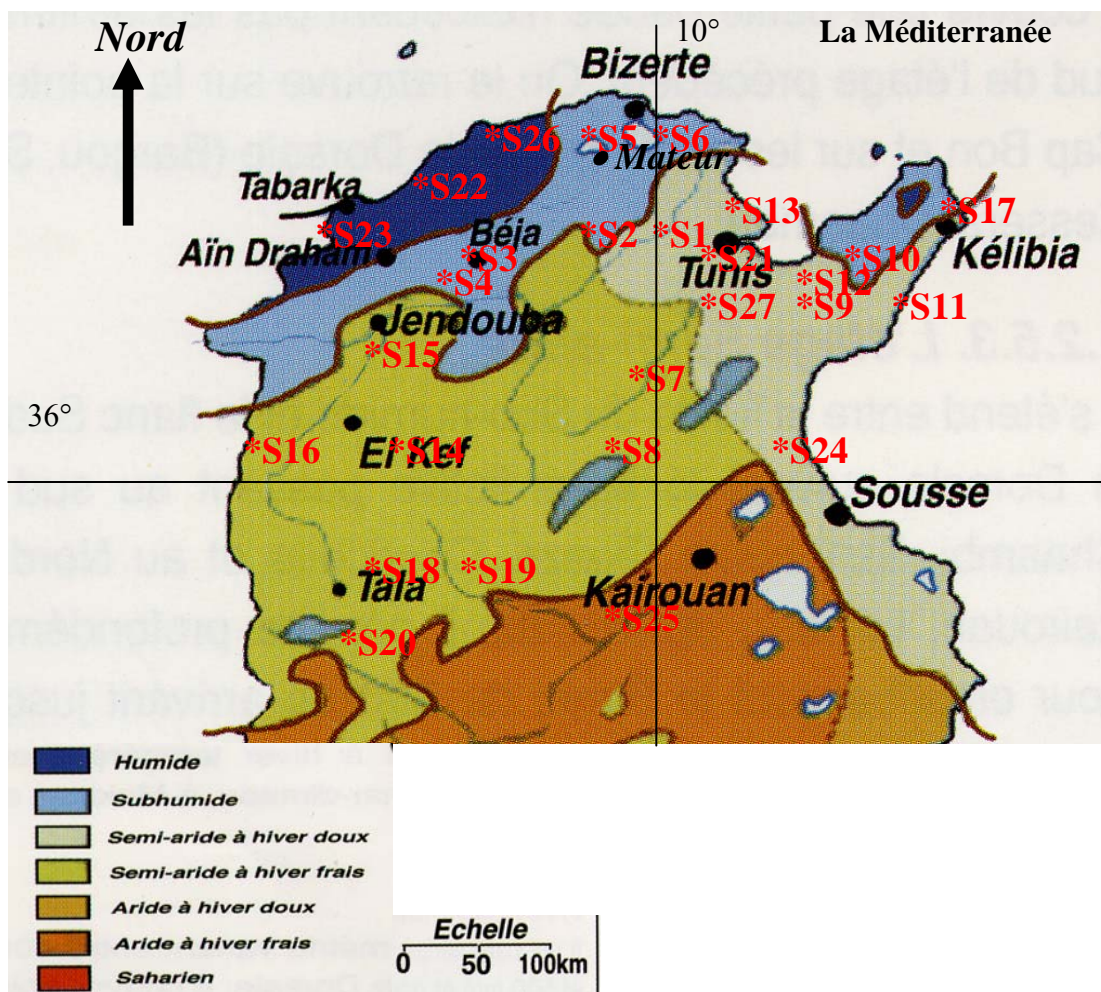 Nord
10°
La Méditerranée
Bizerte
*S26
*S5
*S6
Mateur
*S22
Tabarka
*S13
*S17
*S23
Béja
*S2
*S1
Aïn Draham
*S3
*S21
*S10
Kélibia
*S4
Tunis
*S12
*S27
*S9
*S11
Jendouba
*S15
*S7
36°
*S16
El Kef
*S14
*S8
*S24
Sousse
*S18
*S19
Tala
Kairouan
*S25
*S20
Humide
Subhumide
Semi-aride à hiver doux
Semi-aride à hiver frais
Aride à hiver doux
Aride à hiver frais
Saharien
Echelle
0 50 100km